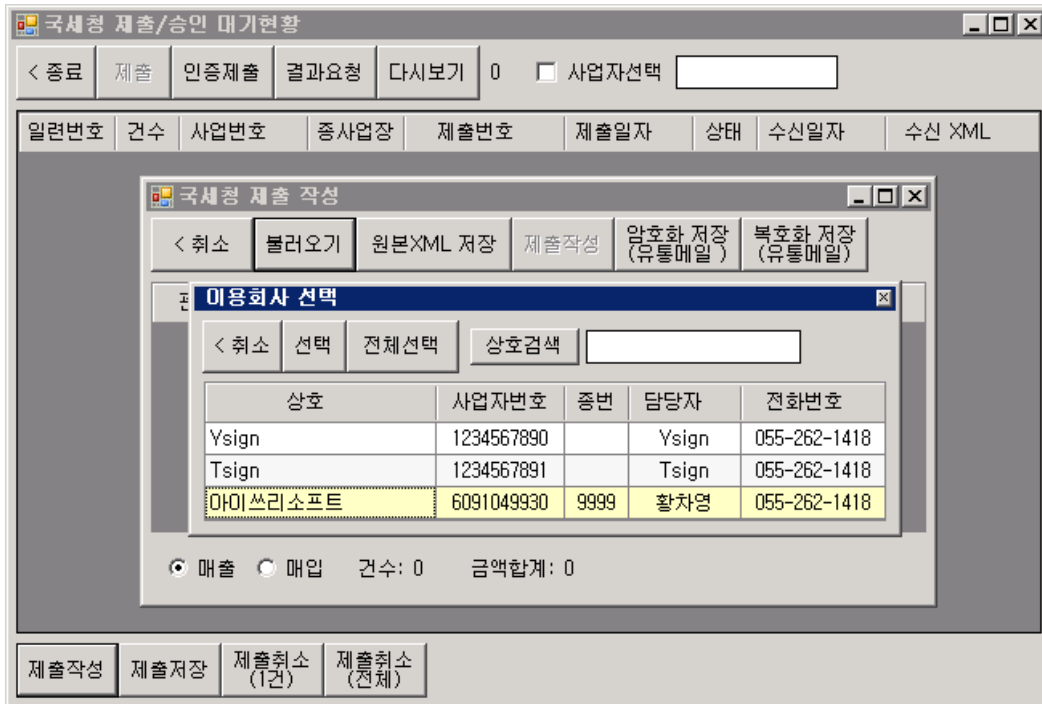 국세청 제출/승인 대기현황
< 종료 제출 인증제출 결과요청 다시보기 0 사업자선택
일련번호 건수 사업번호 종사업장 제출번호 제출일자 상태 수신일자 수신 XML
국세청 제출 작성
< 취소 불러오기 원본XML 저장 제출작성 암호화 저장 (유통메일 ) 복호화 저장 (유통메일)
이용회사 선택
< 취소 선택 전체선택 상호검색
상호 사업자번호 종번 담당자 전화번호
Ysign 1234567890 Ysign 055-262-1418
Tsign 1234567891 Tsign 055-262-1418
아이쓰리소프트 6091049930 9999 황차영 055-262-1418
매출 매입 건수: 0 금액합계: 0
제출작성 제출저장 제출취소 (1건) 제출취소 (전체)